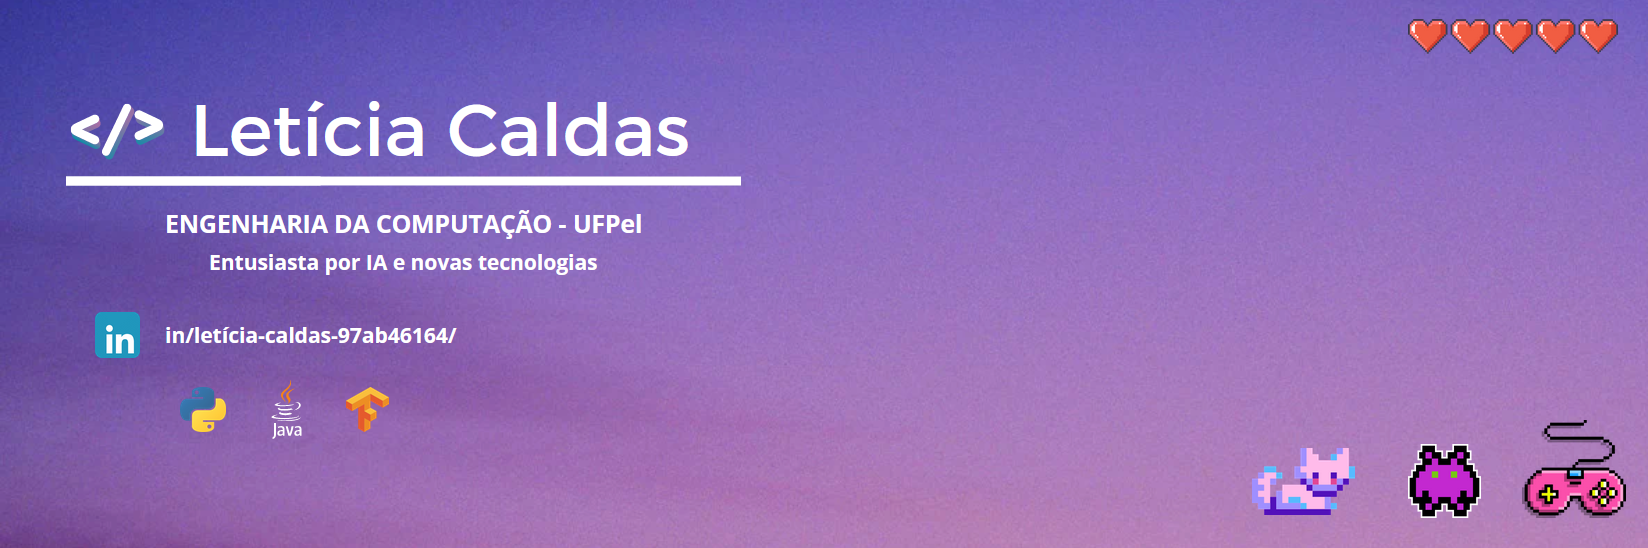 </> Letícia Caldas
ENGENHARIA DA COMPUTAÇÃO - UFPel
Entusiasta por IA e novas tecnologias
in in/letícia-caldas-97ab46164/
Java